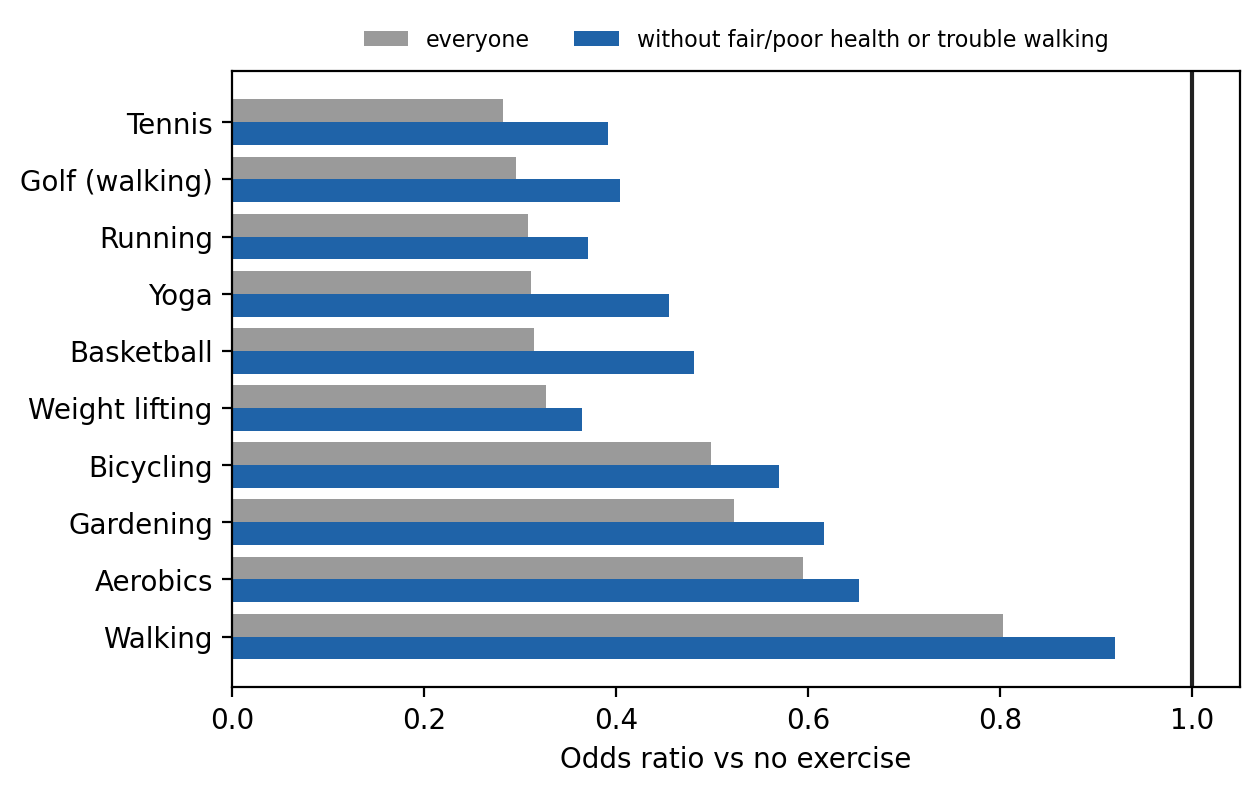 everyone without fair/poor health or trouble walking
Tennis
Golf (walking)
Running
Yoga
Basketball
Weight lifting
Bicycling
Gardening
Aerobics
Walking
0.0 0.2 0.4 0.6 0.8 1.0
Odds ratio vs no exercise